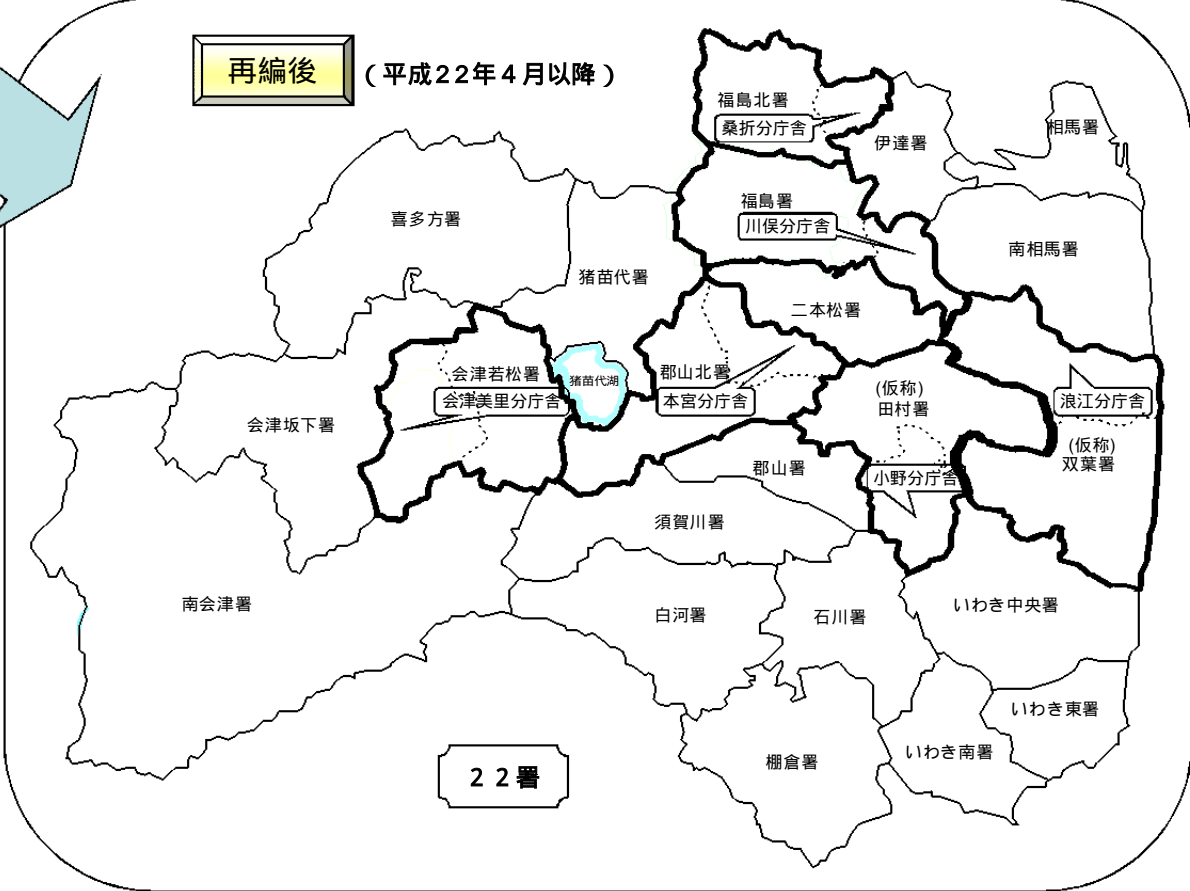 再編後
（平成２２年４月以降）
福島北署
桑折分庁舎
伊達署
相馬署
喜多方署
福島署
川俣分庁舎
南相馬署
猪苗代署
二本松署
会津若松署
猪苗代湖
郡山北署
(仮称)
田村署
会津美里分庁舎
本宮分庁舎
浪江分庁舎
会津坂下署
(仮称)
双葉署
郡山署
小野分庁舎
須賀川署
南会津署
白河署
石川署
いわき中央署
いわき東署
いわき南署
棚倉署
２２署